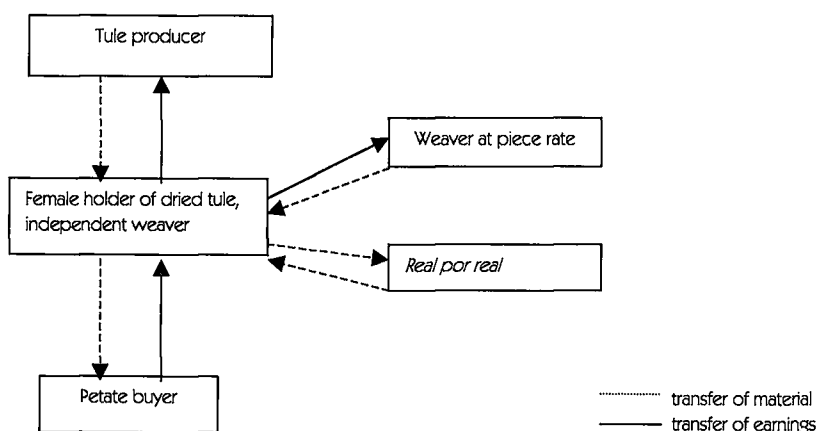 Tule producer
Weaver at piece rate
Female holder of dried tule,
independent weaver
Real por real
Petate buyer
transfer of material
transfer of earnings